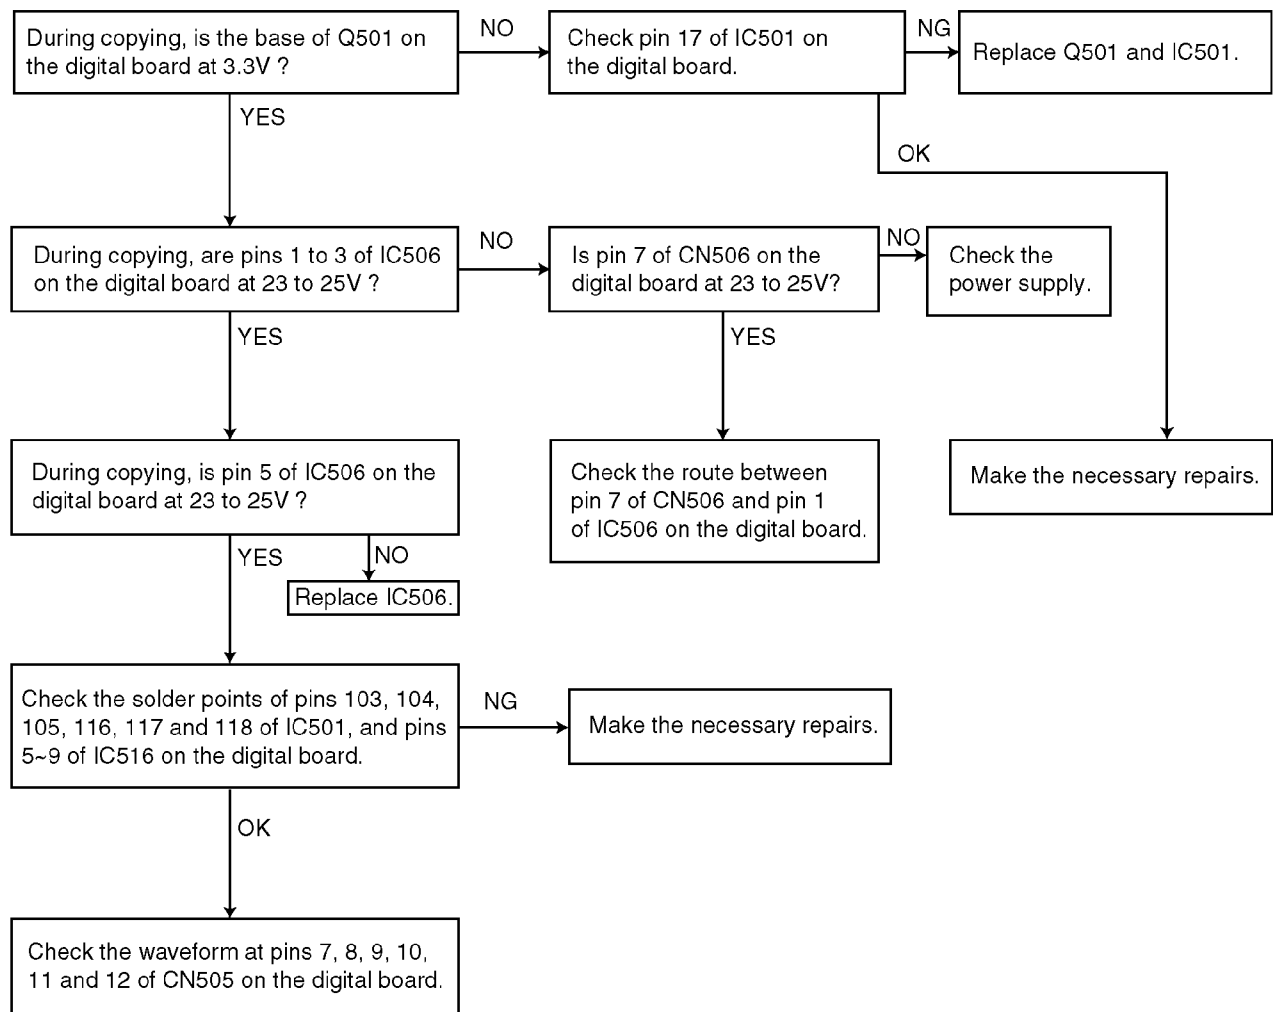 During copying, is the base of Q501 on
the digital board at 3.3V ?
NO
Check pin 17 of IC501 on
the digital board.
NG
Replace Q501 and IC501.
YES
OK
During copying, are pins 1 to 3 of IC506
on the digital board at 23 to 25V ?
NO
Is pin 7 of CN506 on the
digital board at 23 to 25V?
NO
Check the
power supply.
YES
YES
During copying, is pin 5 of IC506 on the
digital board at 23 to 25V ?
Check the route between
pin 7 of CN506 and pin 1
of IC506 on the digital board.
Make the necessary repairs.
YES
NO
Replace IC506.
Check the solder points of pins 103, 104,
105, 116, 117 and 118 of IC501, and pins
5~9 of IC516 on the digital board.
NG
Make the necessary repairs.
OK
Check the waveform at pins 7, 8, 9, 10,
11 and 12 of CN505 on the digital board.